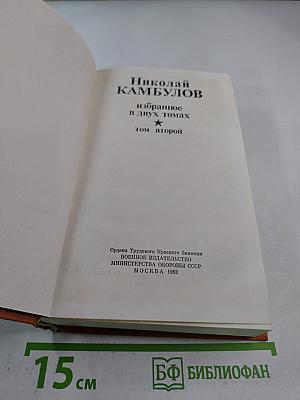 Николай
КАМБУЛОВ
избранное
в двух томах
★
том второй
Ордена Трудового Красного Знамени
ВОЕННОЕ ИЗДАТЕЛЬСТВО
МИНИСТЕРСТВА ОБОРОНЫ СССР
МОСКВА 1982
15 см
БФ БИБЛИОФАН